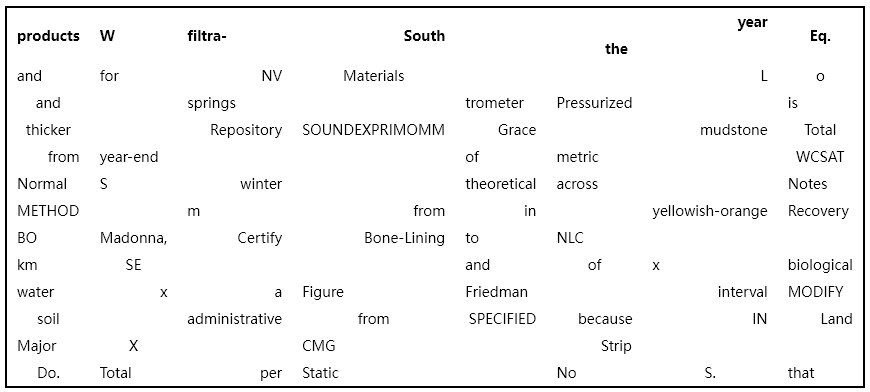 products W filtra- South the year Eq.
and for NV Materials L o
and springs trometer Pressurized is
thicker Repository SOUNDEXPRIMOMM Grace mudstone Total
from year-end of metric WCSAT
Normal S winter theoretical across Notes
METHOD m from in yellowish-orange Recovery
BO Madonna, Certify Bone-Lining to NLC
km SE and of x biological
water x a Figure Friedman interval MODIFY
soil administrative from SPECIFIED because IN Land
Major X CMG Strip
Do. Total per Static No S. that